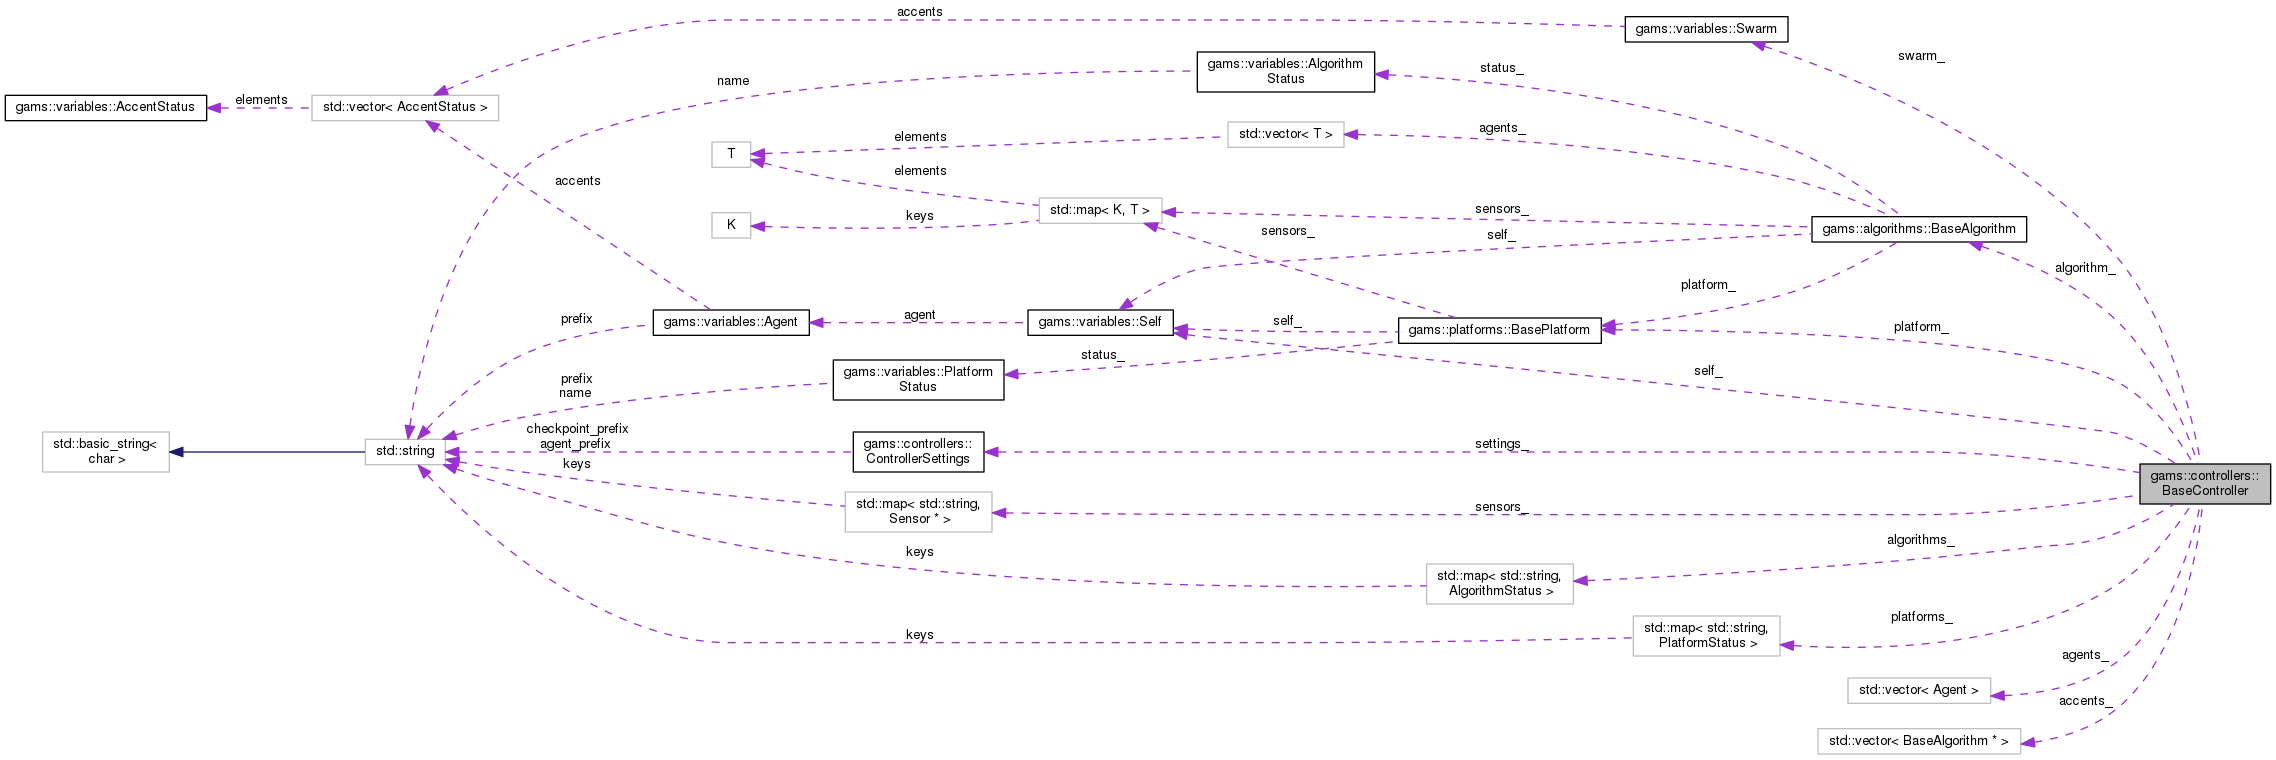 accents
gams::variables::Swarm
swarm_
gams::variables::Algorithm
Status
status_
name
gams::variables::AccentStatus
elements
std::vector< AccentStatus >
std::vector< T >
agents_
elements
T
elements
accents
std::map< K, T >
sensors_
keys
K
sensors_
self_
gams::algorithms::BaseAlgorithm
algorithm_
platform_
prefix
gams::variables::Agent
agent
gams::variables::Self
self_
gams::platforms::BasePlatform
platform_
status_
gams::variables::Platform
Status
self_
prefix
name
std::basic_string<
char >
std::string
checkpoint_prefix
agent_prefix
gams::controllers::
ControllerSettings
settings_
keys
gams::controllers::
BaseController
std::map< std::string,
Sensor * >
sensors_
keys
algorithms_
std::map< std::string,
AlgorithmStatus >
keys
std::map< std::string,
PlatformStatus >
platforms_
agents_
std::vector< Agent >
accents_
std::vector< BaseAlgorithm * >